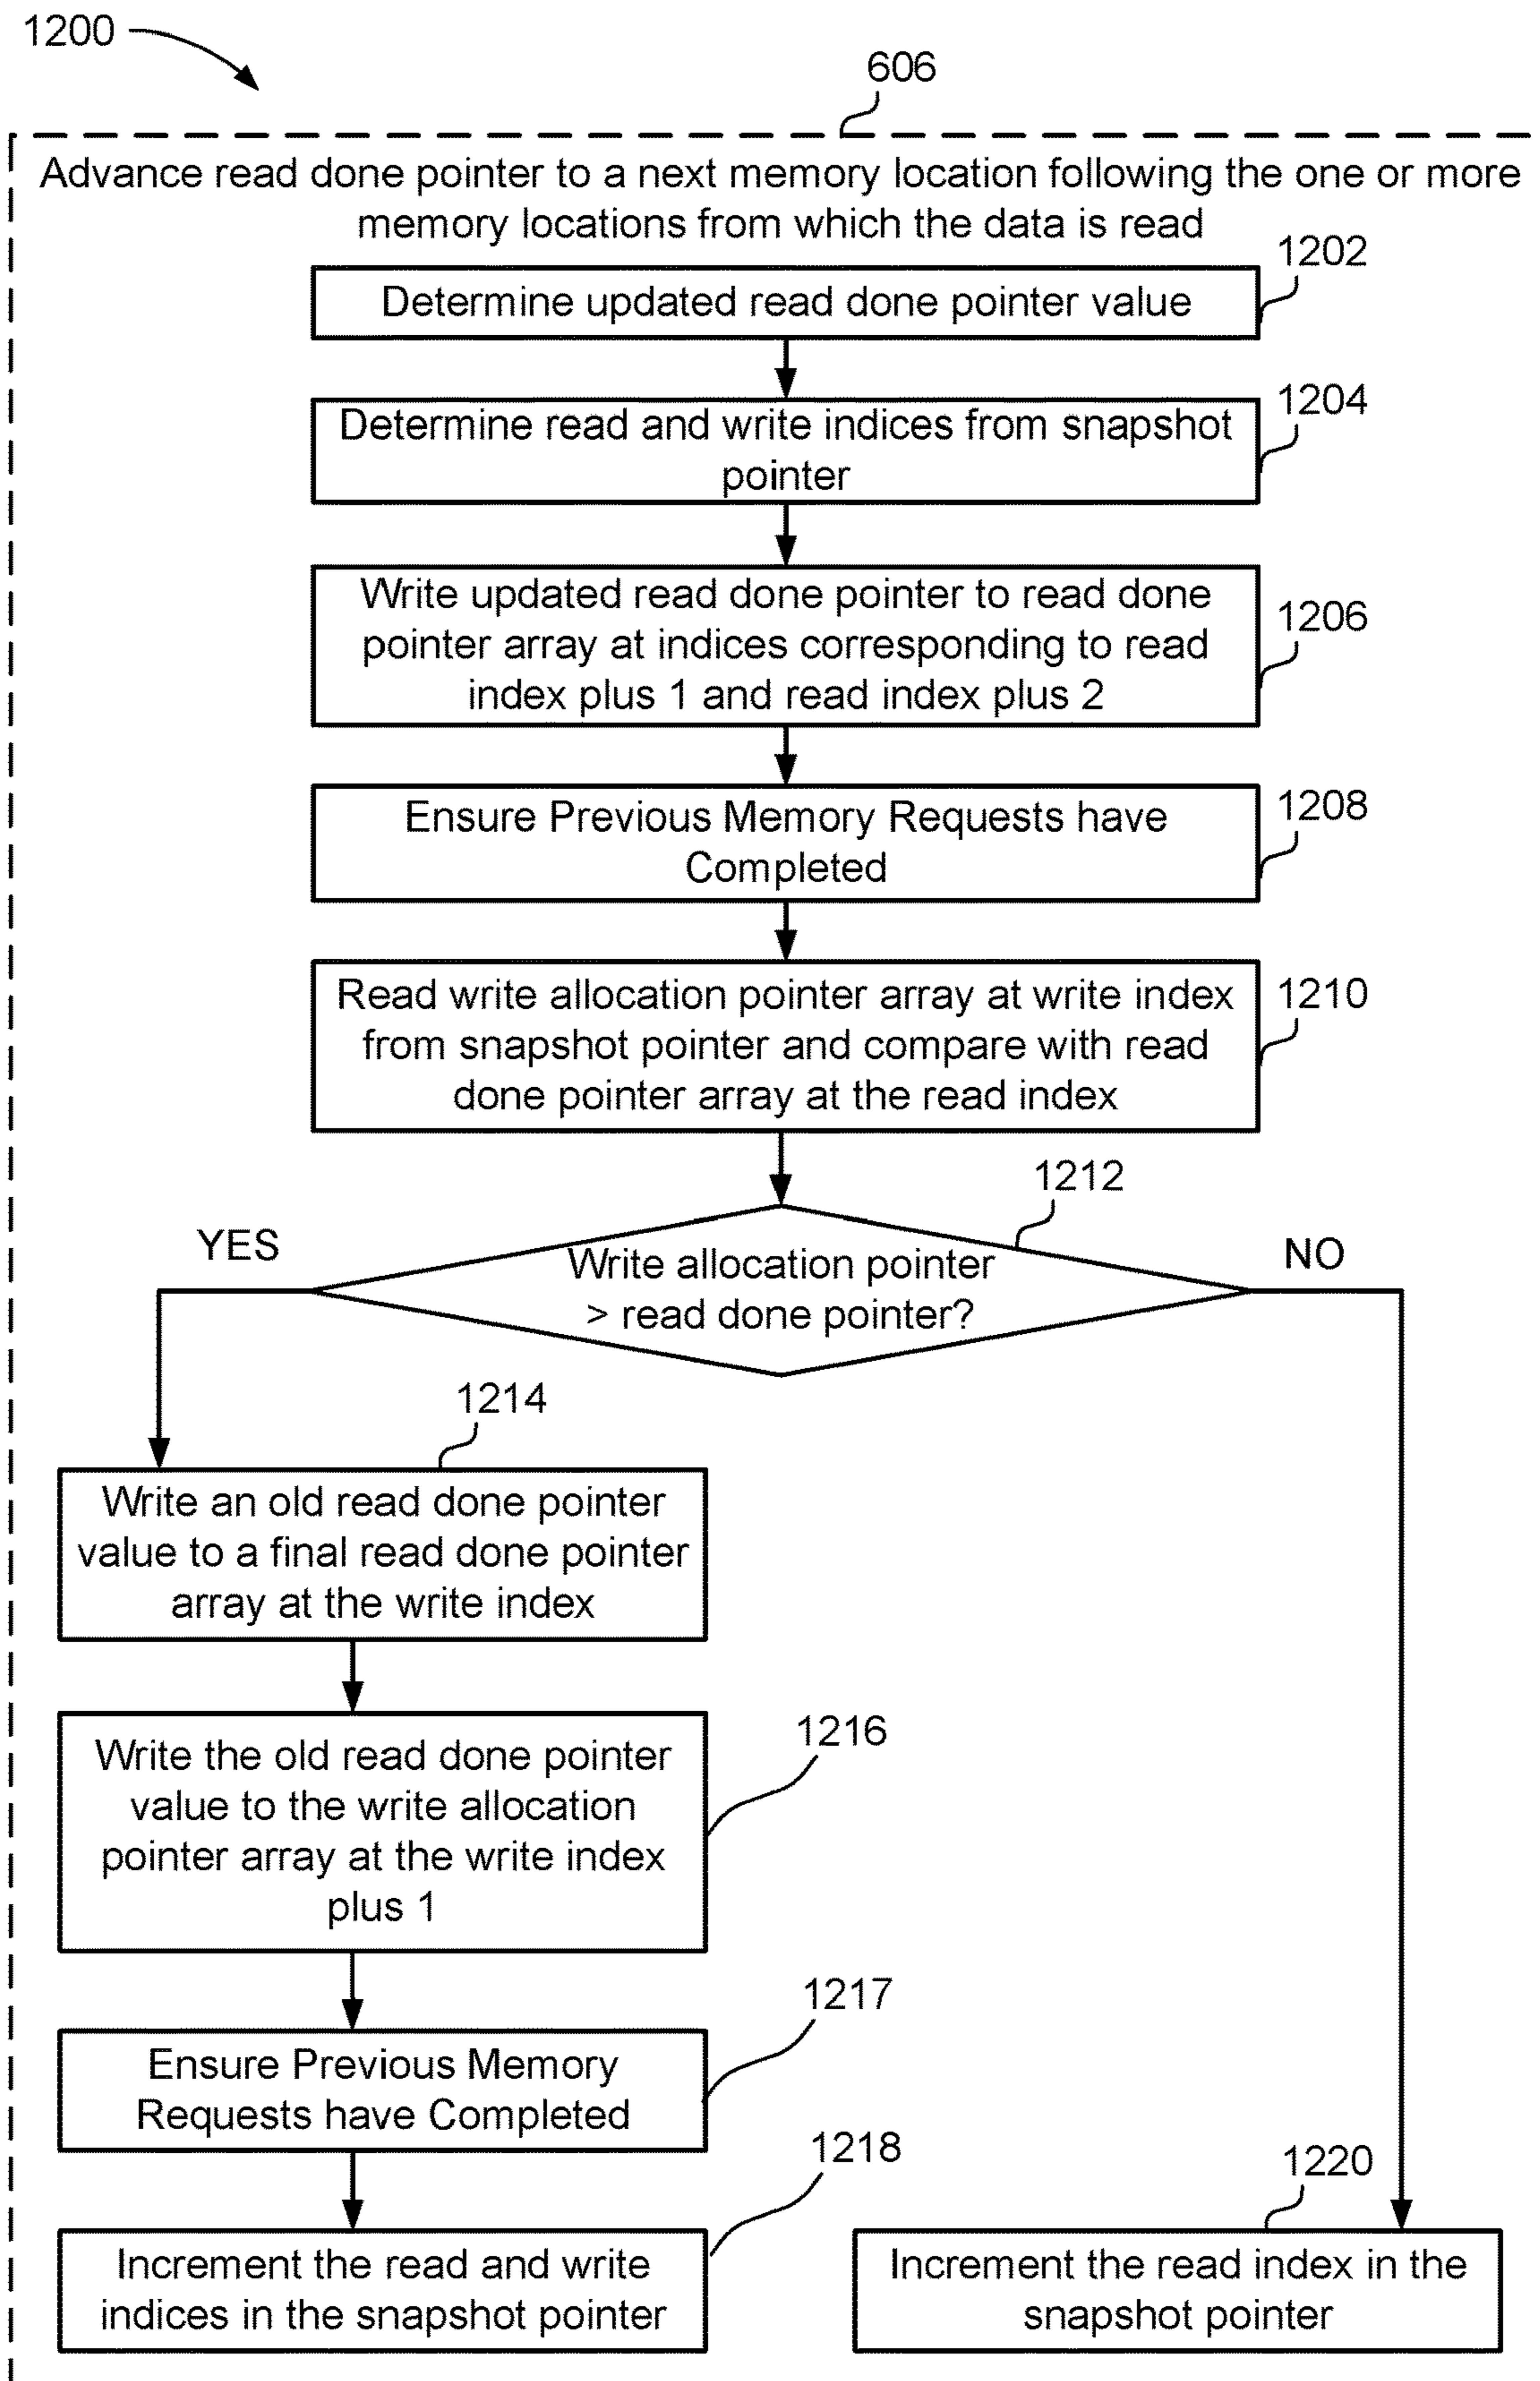 1200
606
Advance read done pointer to a next memory location following the one or more
memory locations from which the data is read
1202
Determine updated read done pointer value
1204
Determine read and write indices from snapshot
pointer
Write updated read done pointer to read done
pointer array at indices corresponding to read
index plus 1 and read index plus 2
1206
Ensure Previous Memory Requests have
Completed
1208
Read write allocation pointer array at write index
from snapshot pointer and compare with read
done pointer array at the read index
1210
1212
YES
NO
Write allocation pointer
> read done pointer?
1214
Write an old read done pointer
value to a final read done pointer
array at the write index
1216
Write the old read done pointer
value to the write allocation
pointer array at the write index
plus 1
1217
Ensure Previous Memory
Requests have Completed
1218
Increment the read and write
indices in the snapshot pointer
1220
Increment the read index in the
snapshot pointer